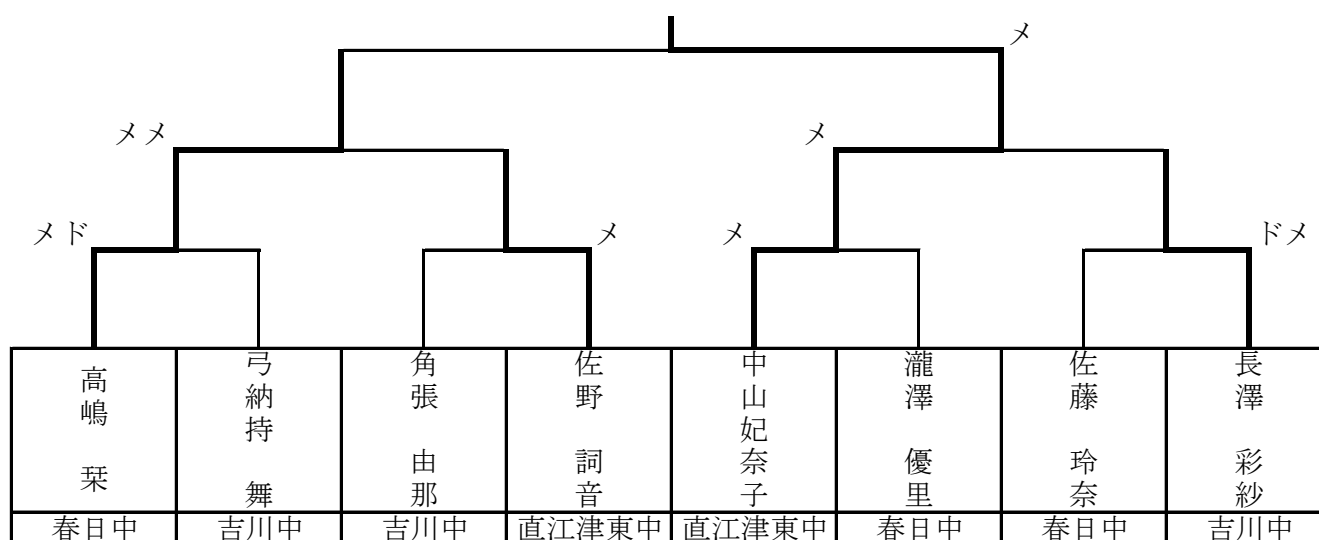 メ
メメ
メ
メド
メ
メ
ドメ
高嶋 栞
弓納持 舞
角張 由那
佐野 詞音
中山妃奈子
瀧澤 優里
佐藤 玲奈
長澤 彩紗
春日中
吉川中
吉川中
直江津東中
直江津東中
春日中
春日中
吉川中